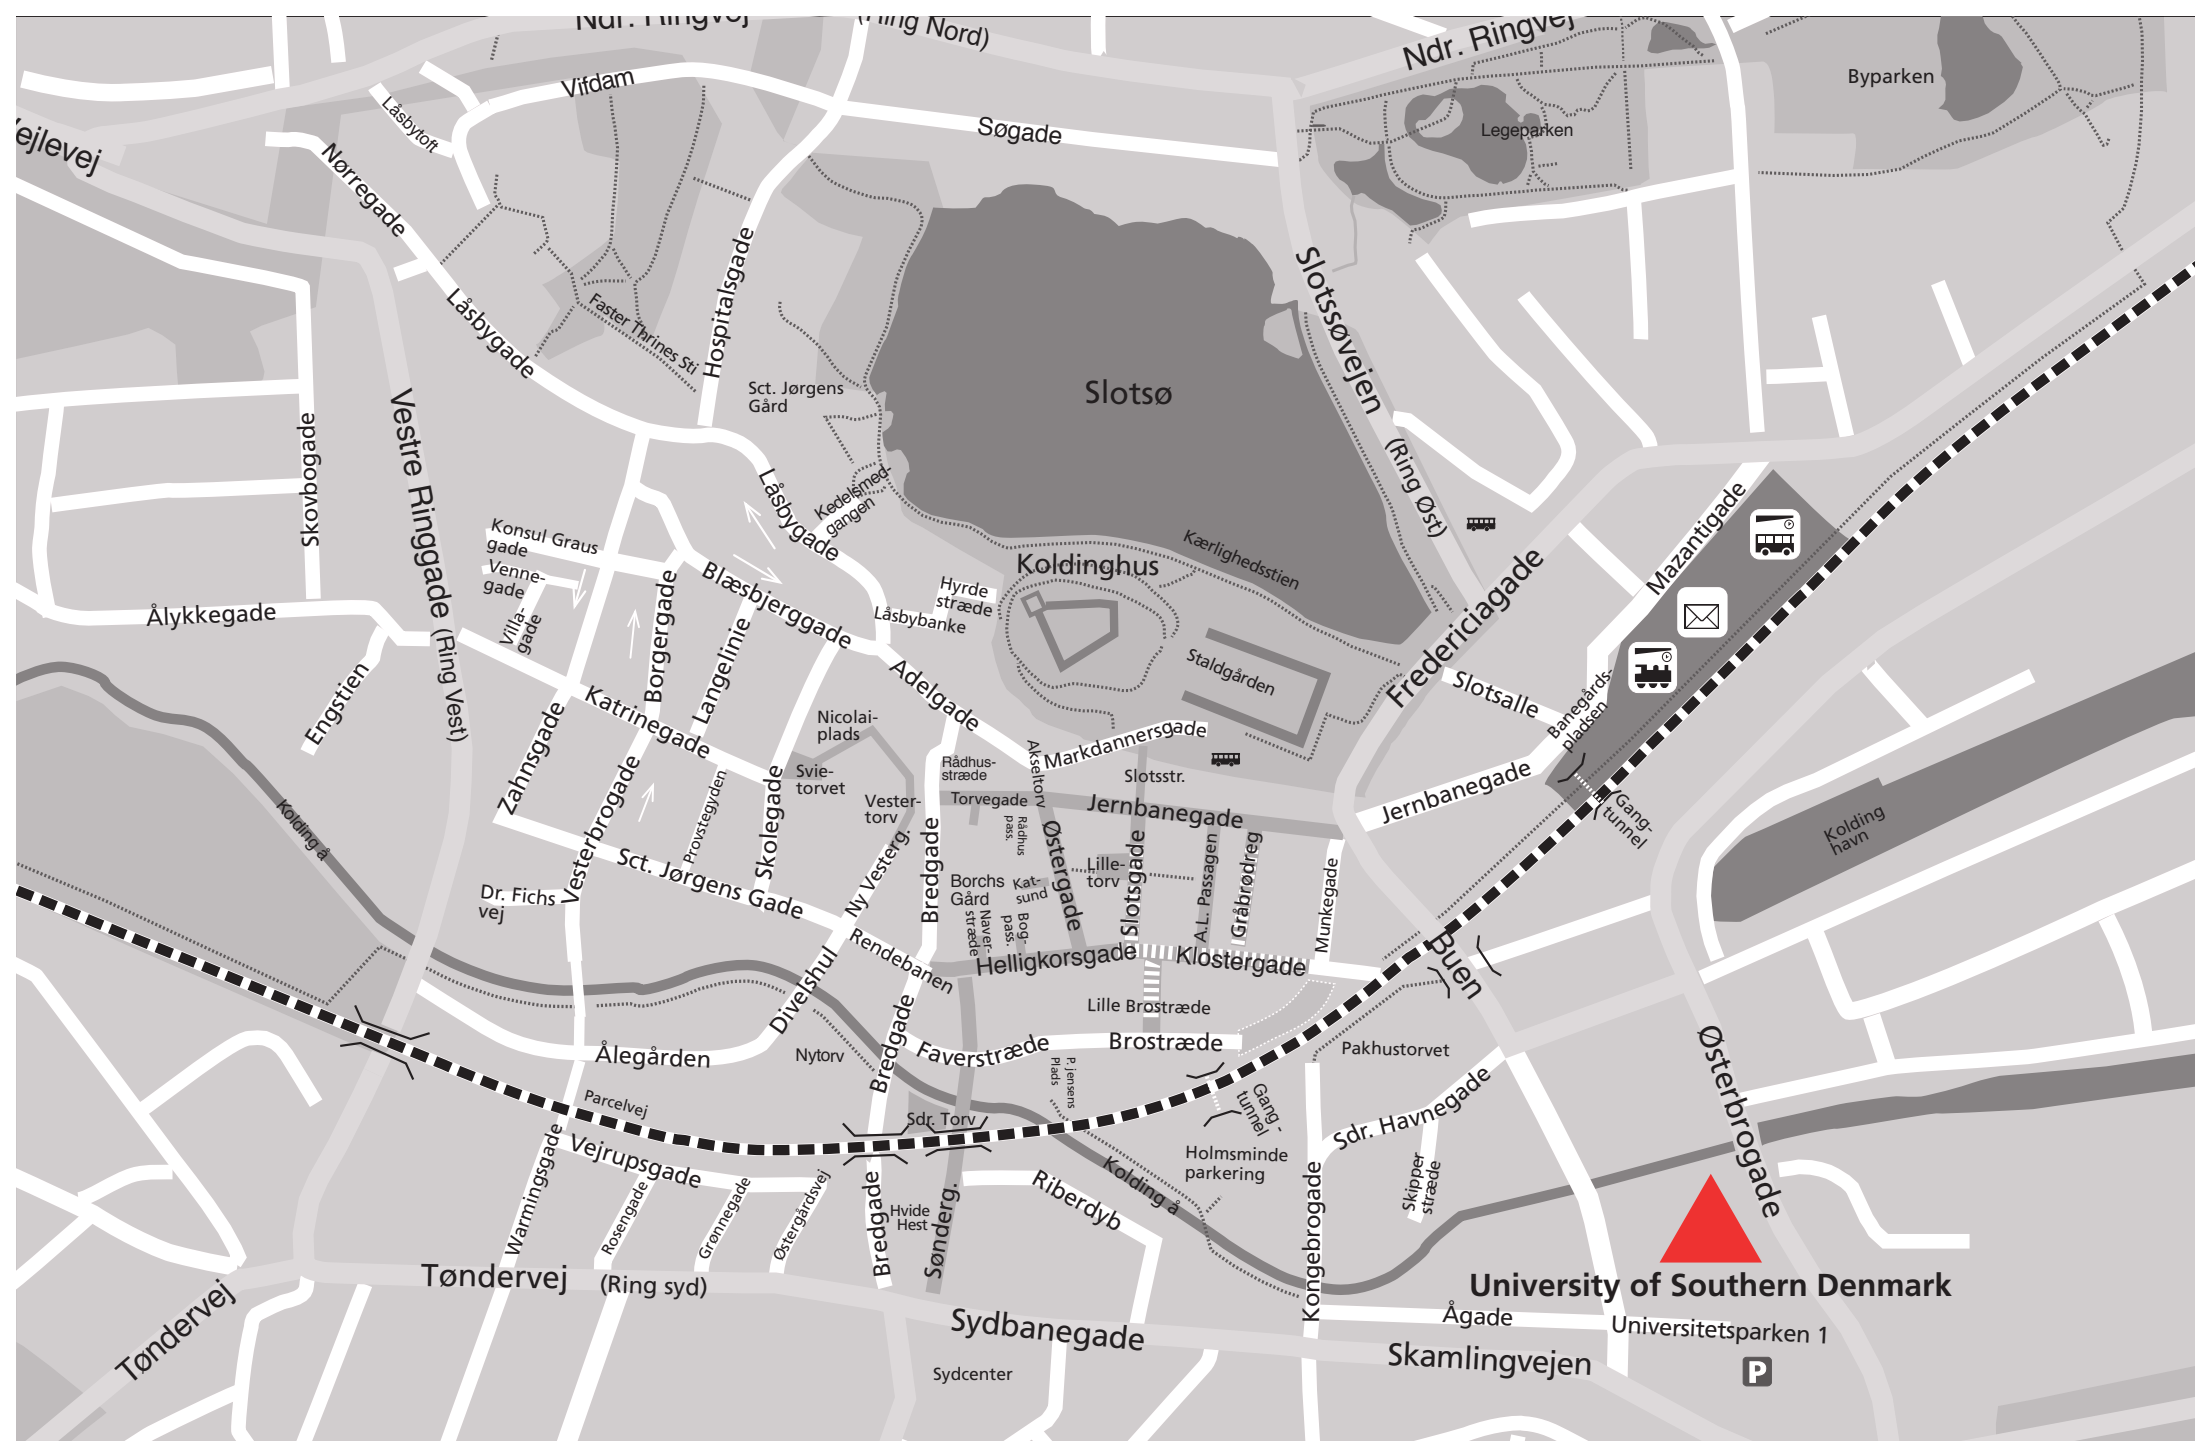 Ndr. Ringvej
(Ring Nord)
Ndr. Ringvej
Byparken
Vifdam
Låsbytoft
Søgade
Legeparken
Nørregade
Slotssøvejen
(Ring Øst)
Hospitalsgade
Låsbygade
Faster Thrines Sti
Sct. Jørgens
Gård
Slotsø
Vestre Ringgade
(Ring Vest)
Skovbogade
Låsbygade
Kedelsmed-
gangen
Mazantigade
Konsul Graus
gade
Venne-
gade
Villa-
gade
Blæsbjerggade
Koldinghus
Kærlighedsstien
Hyrde
stræde
Låsbybanke
Fredericiagade
Ålykkegade
Engstien
Borgergade
Langelinie
Katrinegade
Adelgade
Staldgården
Slotsalle
Banegårds-
pladsen
Zahnsgade
Nicolai-
plads
Markdannersgade
Akseltorv
Rådhus-
stræde
Slotsstr.
Svie-
torvet
Vester-
torv
Torvegade
Jernbanegade
Jernbanegade
Gang-
tunnel
Kolding
havn
Kolding å
Vesterbrogade
Provstegyden
Skolegade
Ny Vesterg.
Bredgade
Rådhus
pass.
Østergade
Lille-
torv
Slotsgade
A.L. Passagen
Gråbrødreg
Munkegade
Sct. Jørgens Gade
Dr. Fichs
vej
Borchs
Gård
Kat-
sund
Naver-
stræde
Bog-
pass.
Rendebanen
Helligkorsgade
Klostergade
Buen
Divelshul
Bredgade
Lille Brostræde
Ålegården
Nytorv
Faverstræde
Brostræde
Pakhustorvet
P. jensens
Plads
Gang-
tunnel
Østerbrogade
Parcelvej
Sdr. Torv
Sdr. Havnegade
Vejrupsgade
Warmingsgade
Rosengade
Grønnegade
Østergårdsvej
Bredgade
Hvide
Hest
Sønderg.
Riberdyb
Kolding å
Holmsminde
parkering
Skipper
stræde
Kongebrogade
Tøndervej
(Ring syd)
Tøndervej
University of Southern Denmark
Sydbanegade
Ågade
Universitetsparken 1
Skamlingvejen
Sydcenter
P